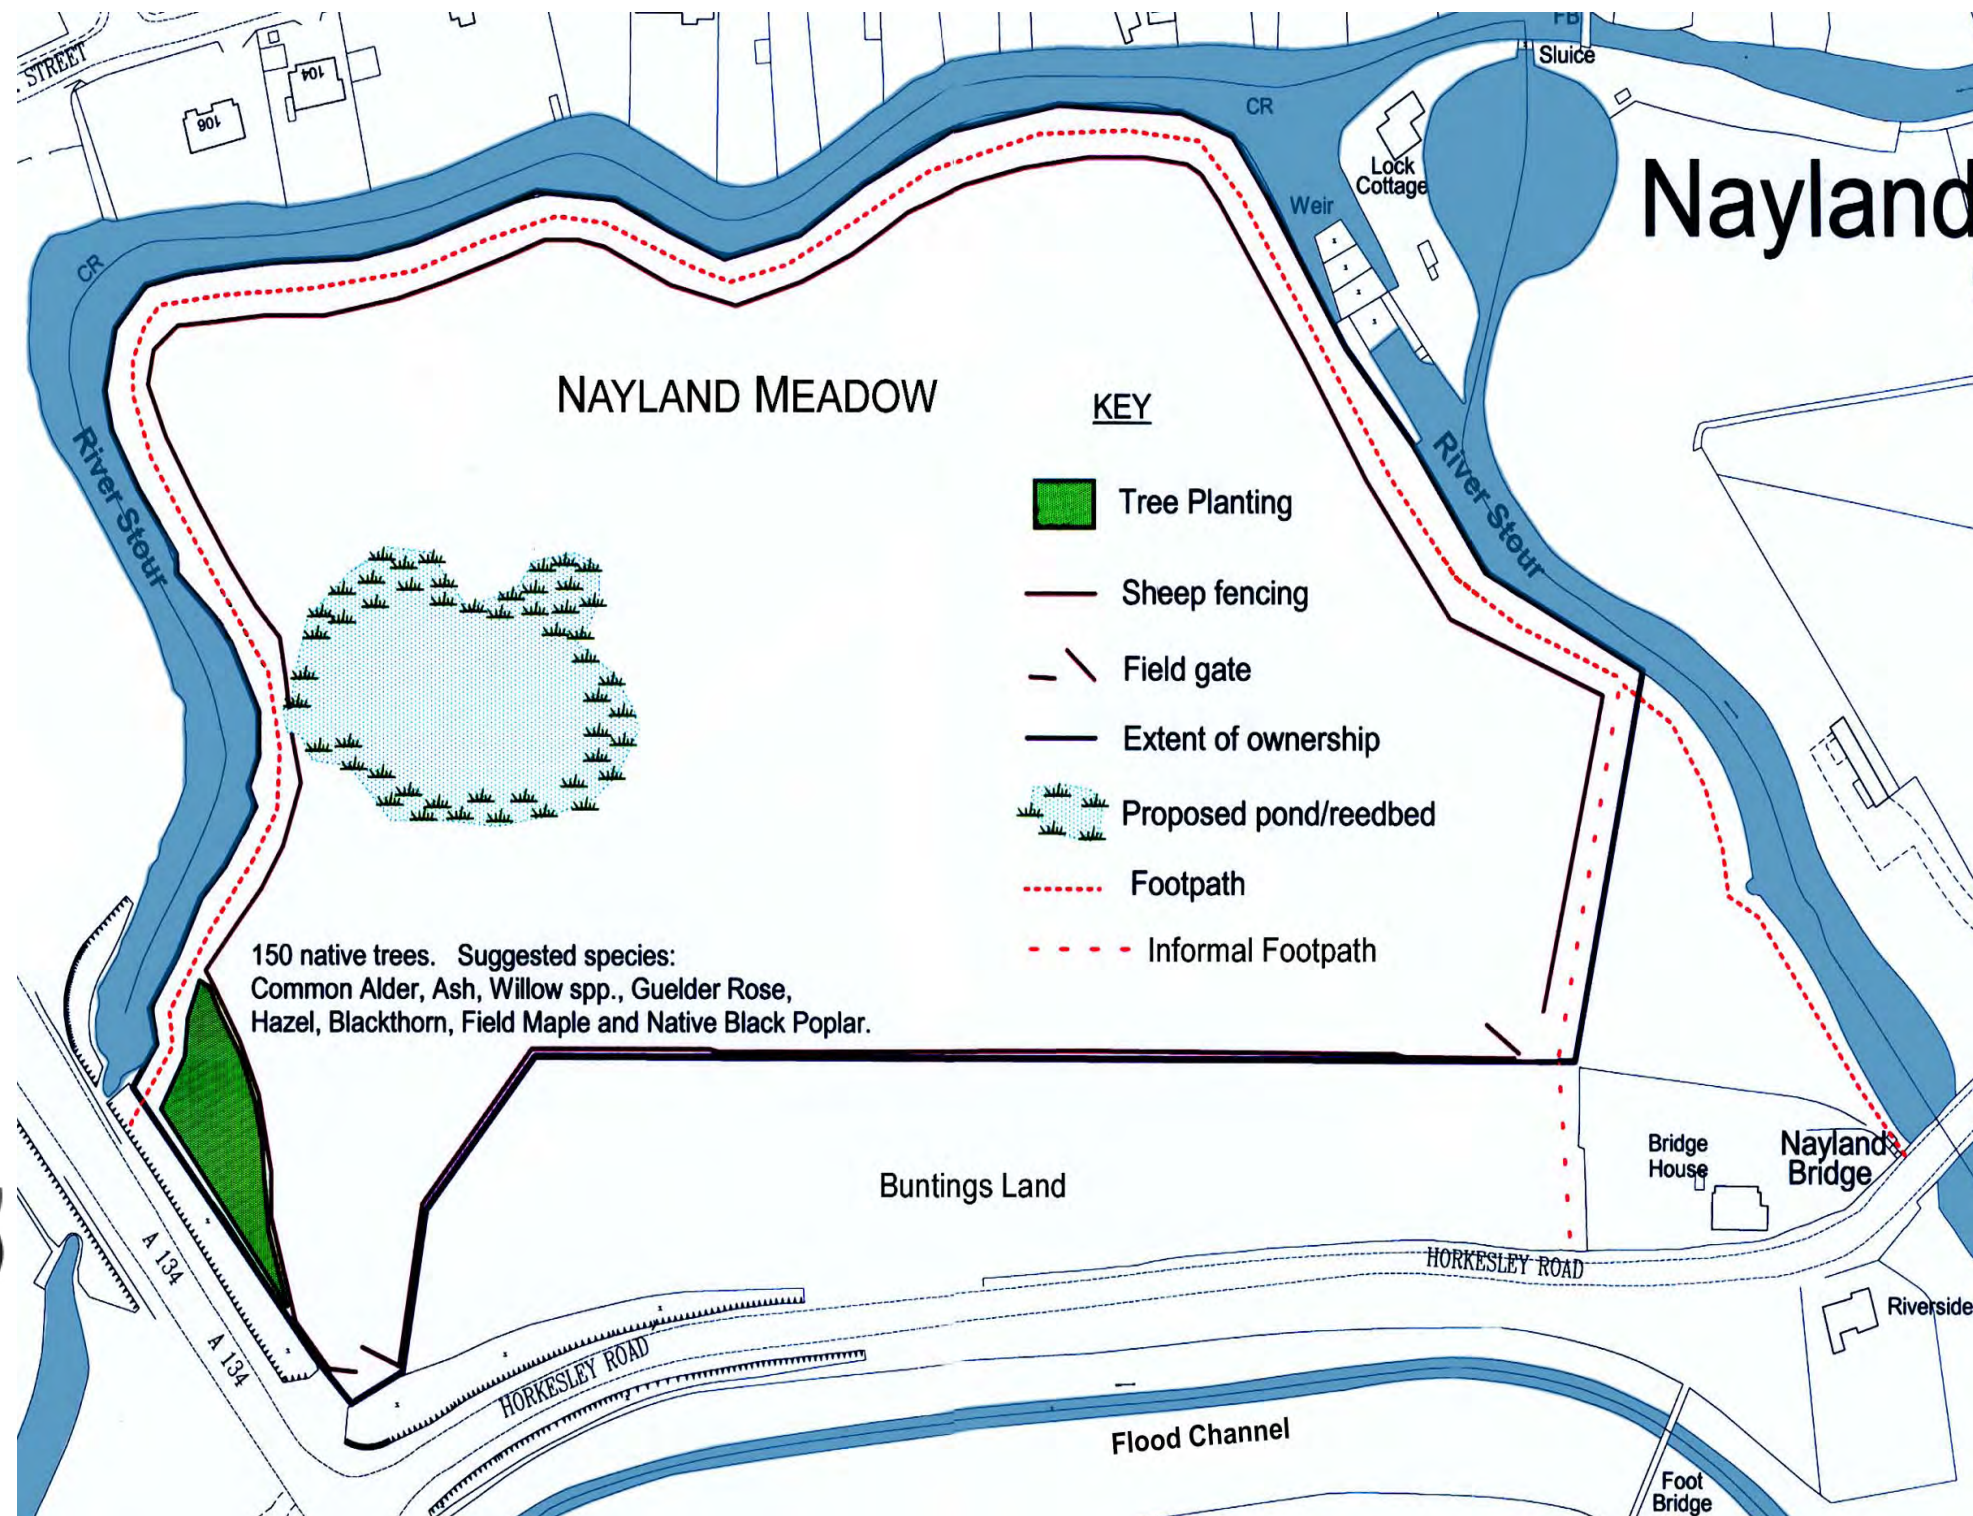 STREET
104
106
FB
Sluice
CR
Lock
Cottage
Weir
Nayland
CR
NAYLAND MEADOW
KEY
River Stour
River Stour
Tree Planting
Sheep fencing
Field gate
Extent of ownership
Proposed pond/reedbed
Footpath
Informal Footpath
150 native trees. Suggested species:
Common Alder, Ash, Willow spp., Guelder Rose,
Hazel, Blackthorn, Field Maple and Native Black Poplar.
Buntings Land
Bridge
House
Nayland
Bridge
A 134
A 134
HORKESLEY ROAD
HORKESLEY ROAD
Riverside
Flood Channel
Foot
Bridge